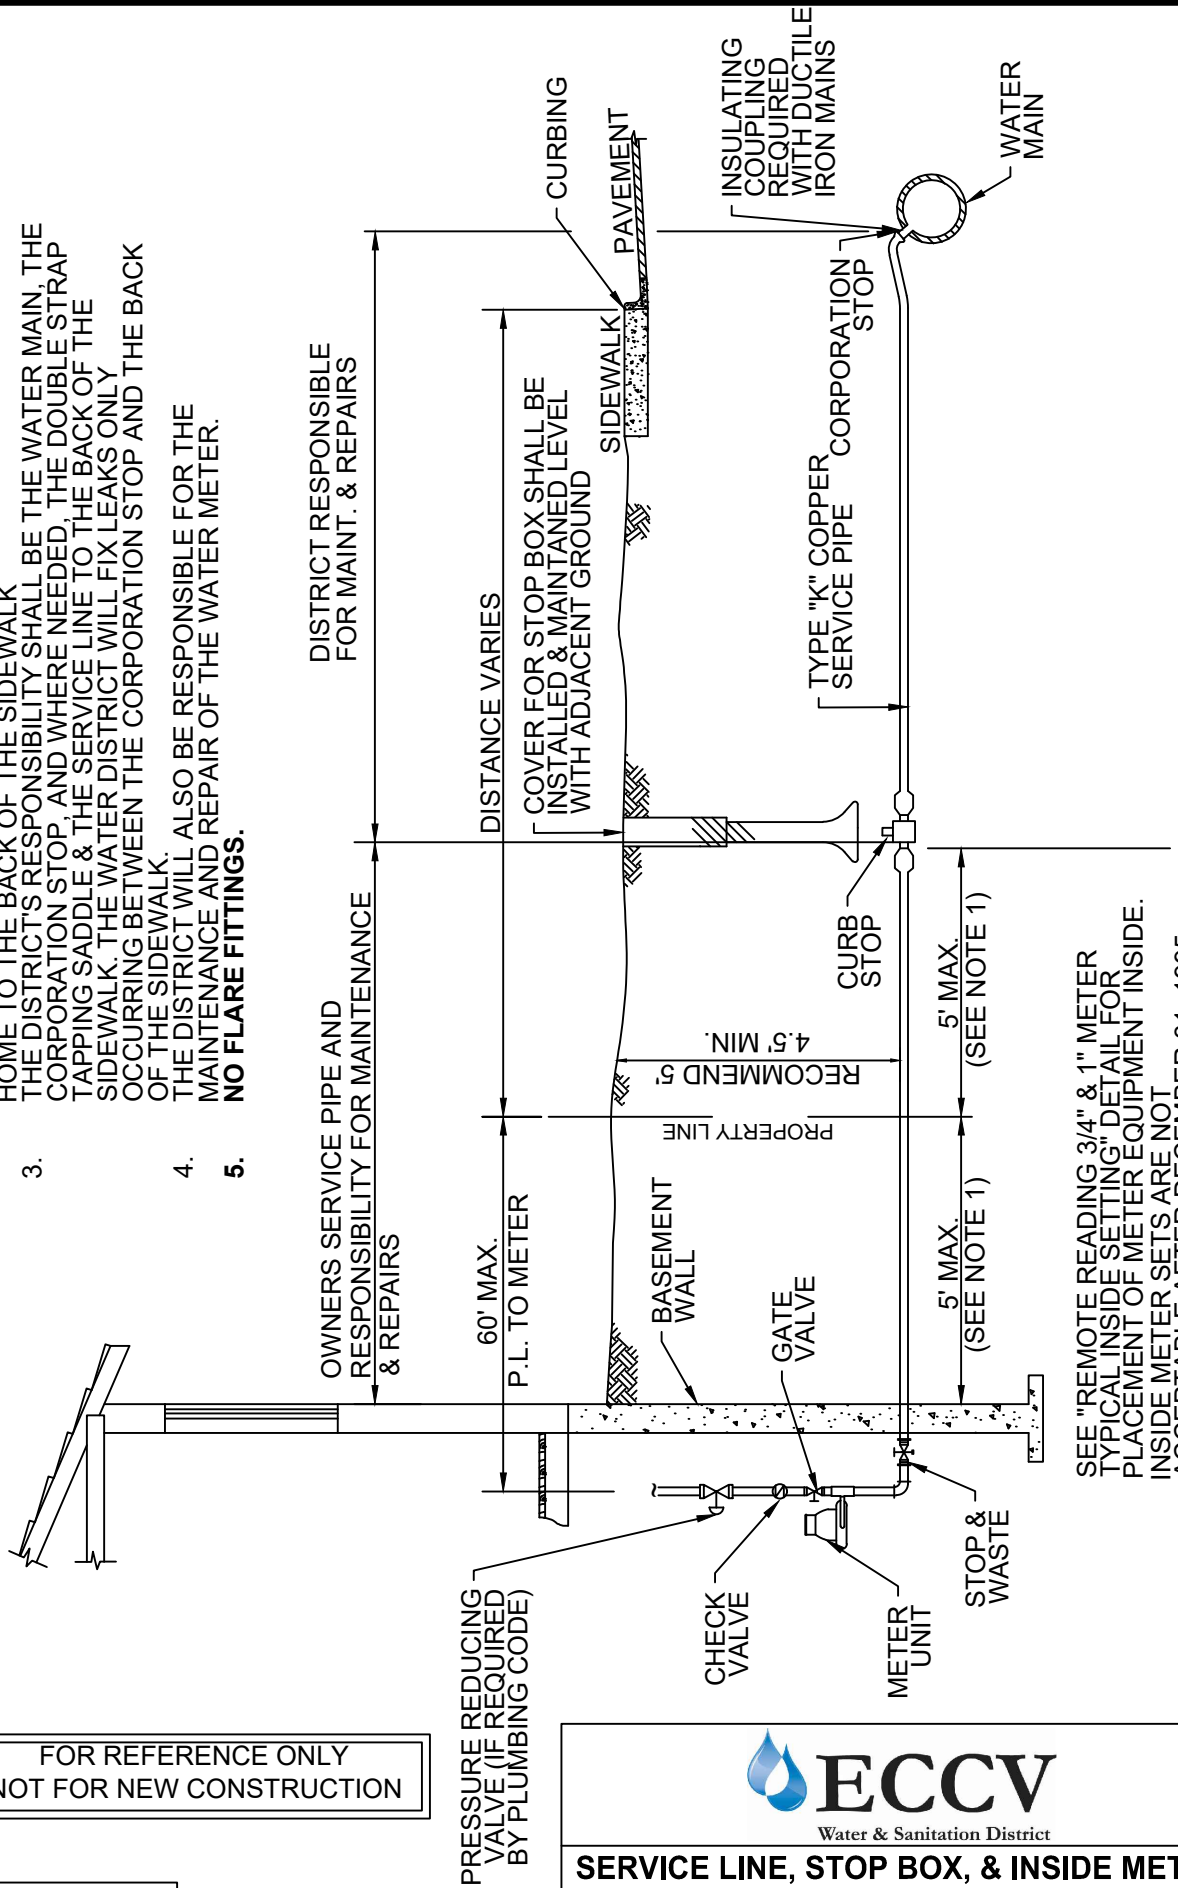 HOME TO THE BACK OF THE SIDEWALK
3. THE DISTRICT'S RESPONSIBILITY SHALL BE THE WATER MAIN, THE
CORPORATION STOP, AND WHERE NEEDED, THE DOUBLE STRAP
TAPPING SADDLE & THE SERVICE LINE TO THE BACK OF THE
SIDEWALK. THE WATER DISTRICT WILL FIX LEAKS ONLY
OCCURRING BETWEEN THE CORPORATION STOP AND THE BACK
OF THE SIDEWALK.
4. THE DISTRICT WILL ALSO BE RESPONSIBLE FOR THE
MAINTENANCE AND REPAIR OF THE WATER METER.
5. NO FLARE FITTINGS.
OWNERS SERVICE PIPE AND
RESPONSIBILITY FOR MAINTENANCE
& REPAIRS
DISTRICT RESPONSIBLE
FOR MAINT. & REPAIRS
60' MAX.
P.L. TO METER
DISTANCE VARIES
COVER FOR STOP BOX SHALL BE
INSTALLED & MAINTANED LEVEL
WITH ADJACENT GROUND
SIDEWALK
CURBING
PAVEMENT
INSULATING
COUPLING
REQUIRED
WITH DUCTILE
IRON MAINS
WATER
MAIN
CORPORATION
STOP
TYPE "K" COPPER
SERVICE PIPE
CURB
STOP
RECOMMEND 5'
4.5' MIN.
PROPERTY LINE
BASEMENT
WALL
GATE
VALVE
5' MAX.
(SEE NOTE 1)
5' MAX.
(SEE NOTE 1)
PRESSURE REDUCING
VALVE (IF REQUIRED
BY PLUMBING CODE)
CHECK
VALVE
METER
UNIT
STOP &
WASTE
SEE "REMOTE READING 3/4" & 1" METER
TYPICAL INSIDE SETTING" DETAIL FOR
PLACEMENT OF METER EQUIPMENT INSIDE.
INSIDE METER SETS ARE NOT
FOR REFERENCE ONLY
NOT FOR NEW CONSTRUCTION
ECCV
Water & Sanitation District
SERVICE LINE, STOP BOX, & INSIDE MET